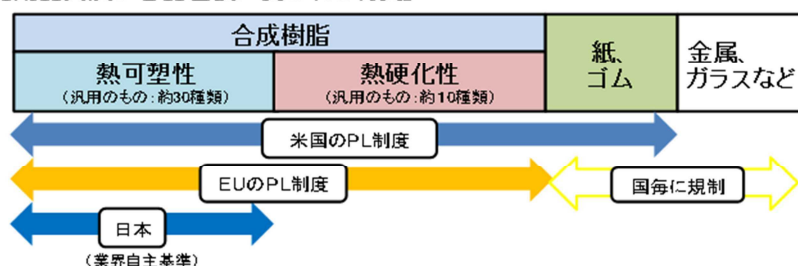 合成樹脂
熱可塑性
(汎用のもの:約30種類)
熱硬化性
(汎用のもの:約10種類)
紙、
ゴム
金属、
ガラスなど
米国のPL制度
EUのPL制度
国毎に規制
日本
(業界自主基準)